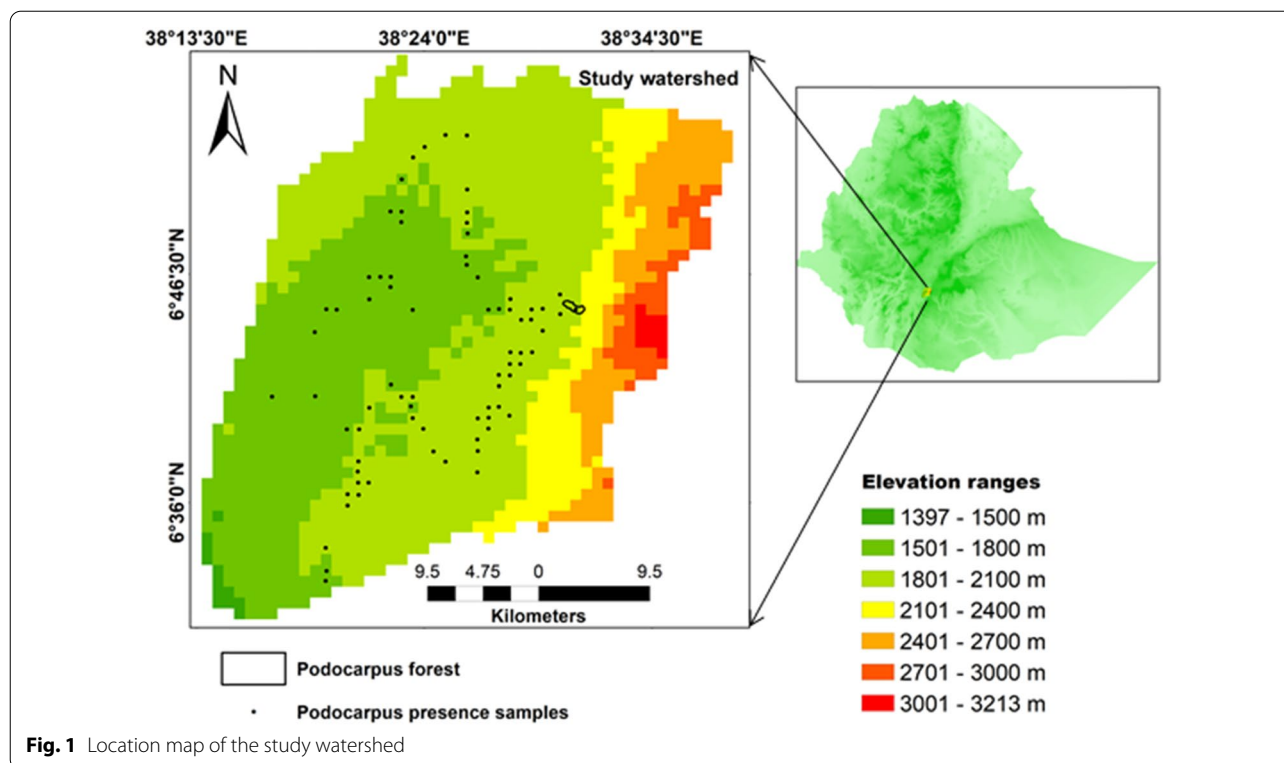 38°13'30"E 38°24'0"E 38°34'30"E
N
Study watershed
6°46'30"N
6°36'0"N
9.5 4.75 0 9.5
Kilometers
Podocarpus forest
Podocarpus presence samples
Elevation ranges
1397 - 1500 m
1501 - 1800 m
1801 - 2100 m
2101 - 2400 m
2401 - 2700 m
2701 - 3000 m
3001 - 3213 m
Fig. 1 Location map of the study watershed